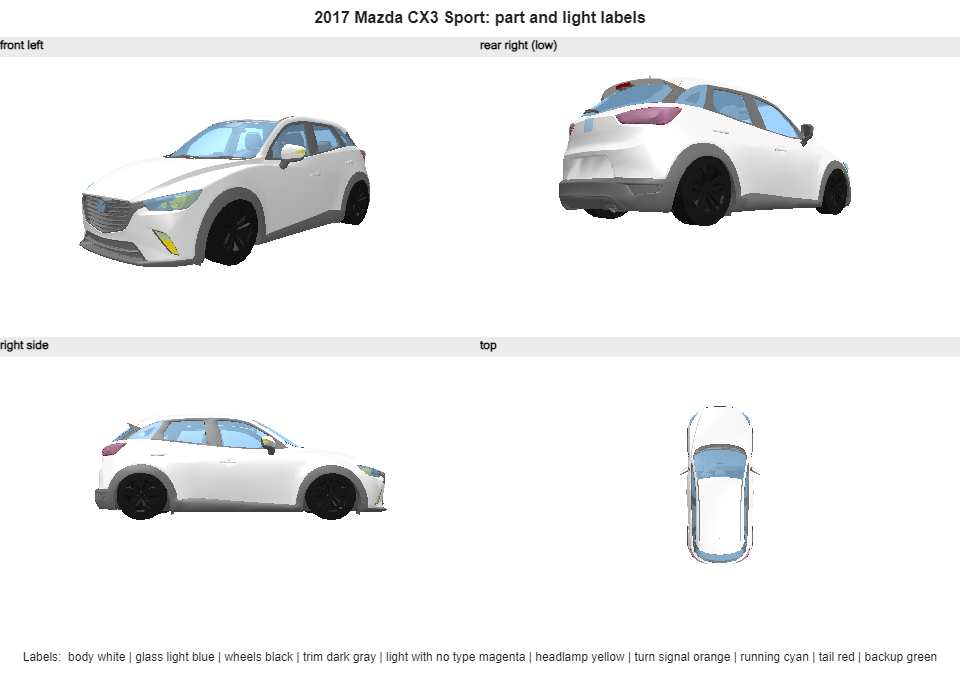 2017 Mazda CX3 Sport: part and light labels
front left
rear right (low)
right side
top
Labels:  body white | glass light blue | wheels black | trim dark gray | light with no type magenta | headlamp yellow | turn signal orange | running cyan | tail red | backup green